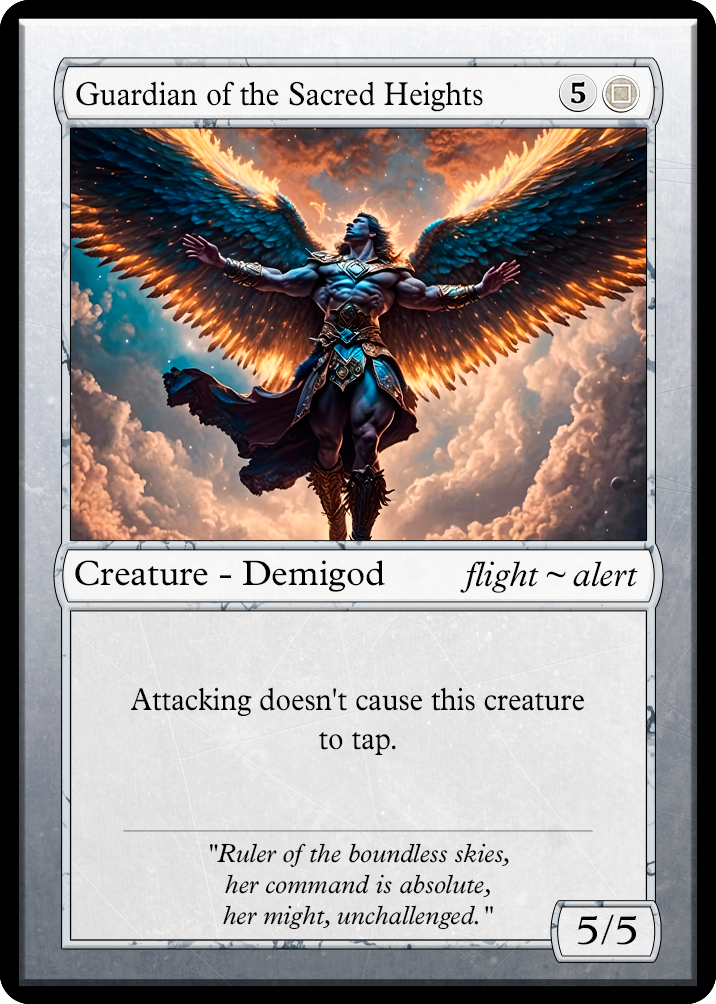 Guardian of the Sacred Heights 5
Creature - Demigod flight ~ alert
Attacking doesn't cause this creature
to tap.
"Ruler of the boundless skies,
her command is absolute,
her might, unchallenged."
5/5